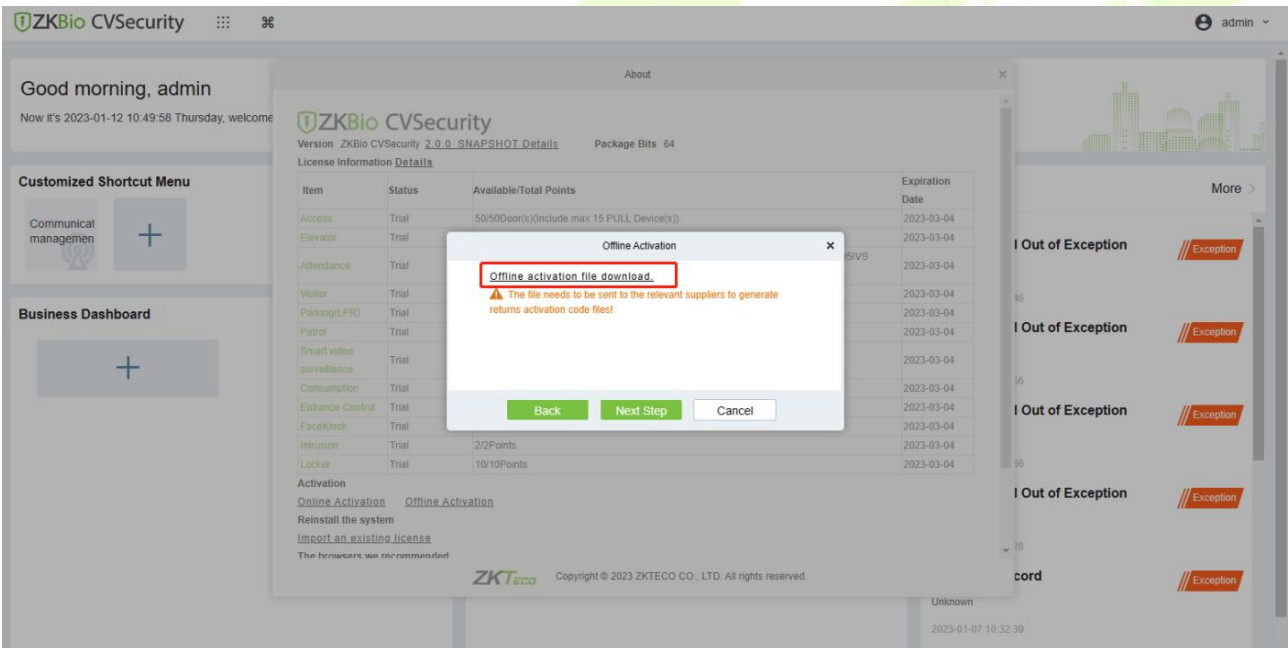 ZKBio CVSecurity
admin
Good morning, admin
Now it's 2023-01-12 10:49:58 Thursday, welcome
Customized Shortcut Menu
Communicat
managemen
Business Dashboard
About
ZKBio CVSecurity
Version ZKBio CVSecurity 2.0.0_SNAPSHOT Details Package Bits 64
License Information Details
Item Status Available/Total Points Expiration Date
Access Trial 50/50Door(s)(Include max 15 PULL Device(s)) 2023-03-04
Elevator Trial 2023-03-04
Attendance Trial 5IVS 2023-03-04
Visitor Trial 2023-03-04
Parking(LPR) Trial 2023-03-04
Patrol Trial 2023-03-04
Smart video surveillance Trial 2023-03-04
Consumption Trial 2023-03-04
Entrance Control Trial 2023-03-04
FaceKiosk Trial 2023-03-04
Intrusion Trial 2/2Points 2023-03-04
Locker Trial 10/10Points 2023-03-04
Activation
Online Activation Offline Activation
Reinstall the system
Import an existing license
The browsers we recommended
ZKTeco Copyright © 2023 ZKTECO CO., LTD. All rights reserved.
Offline Activation
Offline activation file download.
The file needs to be sent to the relevant suppliers to generate
returns activation code files!
Back Next Step Cancel
More
Out of Exception Exception
Out of Exception Exception
Out of Exception Exception
Out of Exception Exception
cord Exception
Unknown
2023-01-07 10:32:39